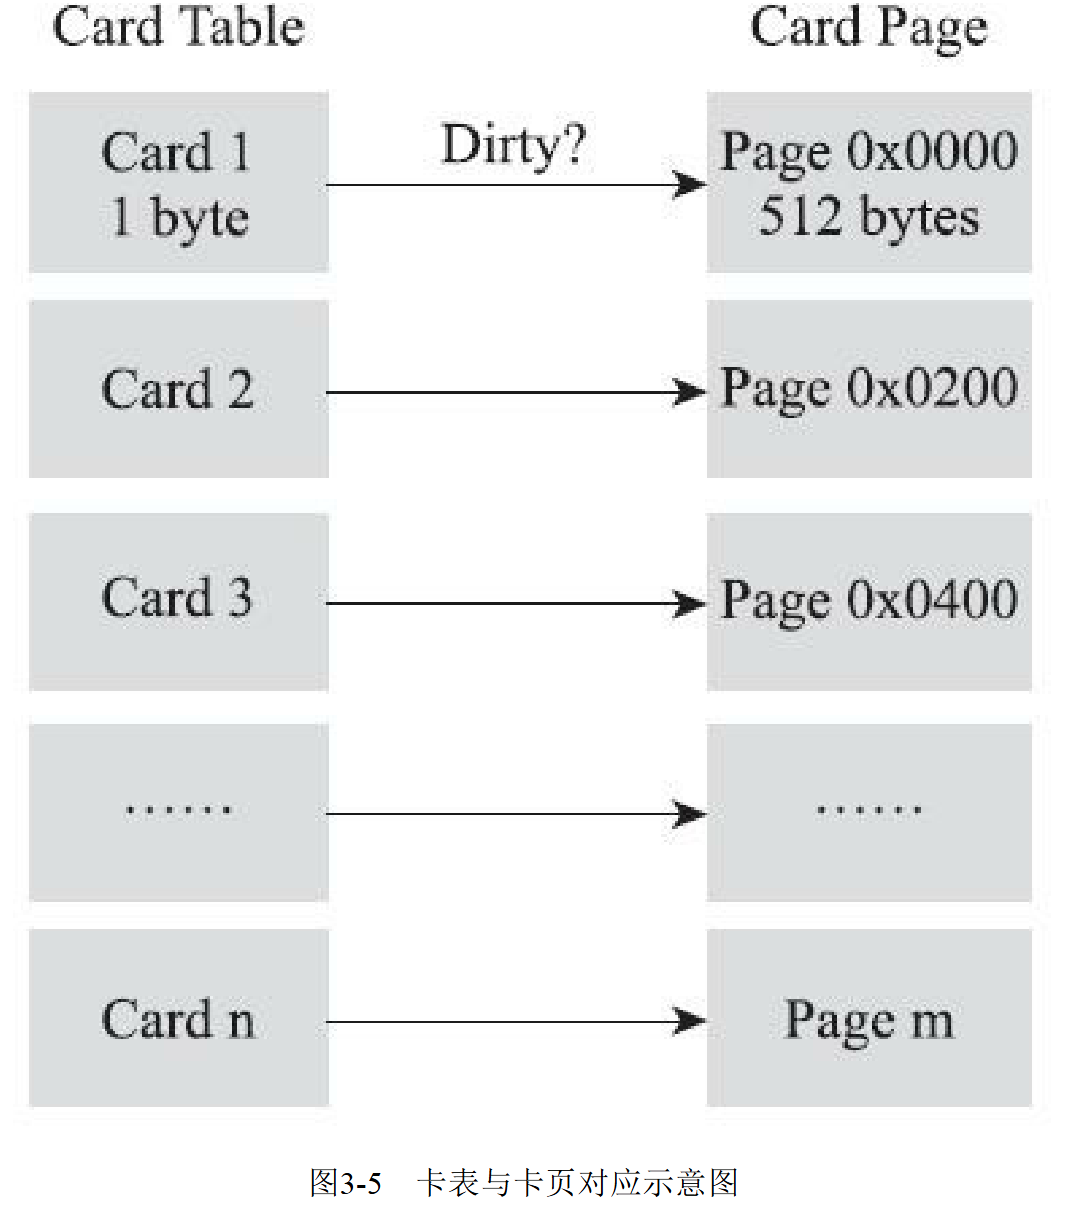 Card Table
Card Page
Card 1
1 byte
Dirty?
Page 0x0000
512 bytes
Card 2
Page 0x0200
Card 3
Page 0x0400
……
……
Card n
Page m
图3-5 卡表与卡页对应示意图